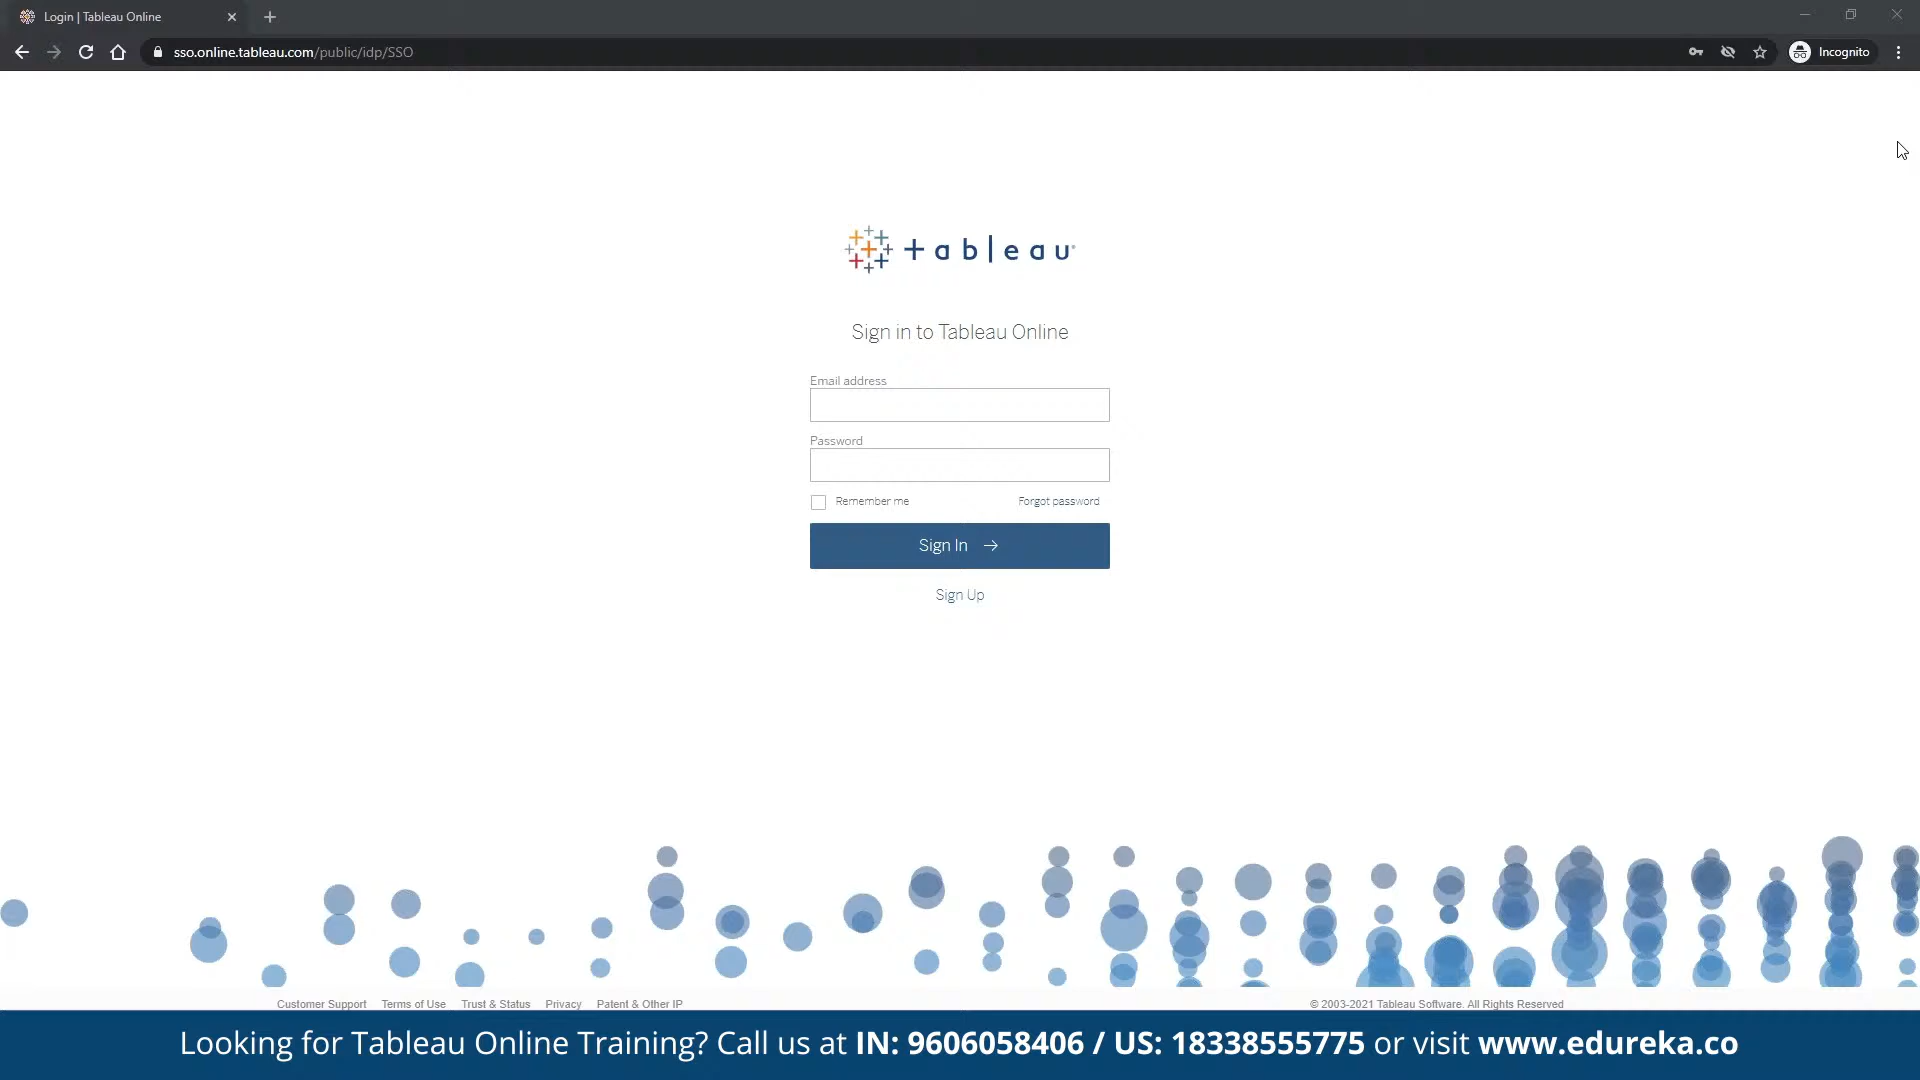 Login | Tableau Online
sso.online.tableau.com/public/idp/SSO
Incognito
+ableau®
Sign in to Tableau Online
Email address
Password
Remember me
Forgot password
Sign In →
Sign Up
Customer Support Terms of Use Trust & Status Privacy Patent & Other IP
© 2003-2021 Tableau Software. All Rights Reserved
Looking for Tableau Online Training? Call us at IN: 9606058406 / US: 18338555775 or visit www.edureka.co